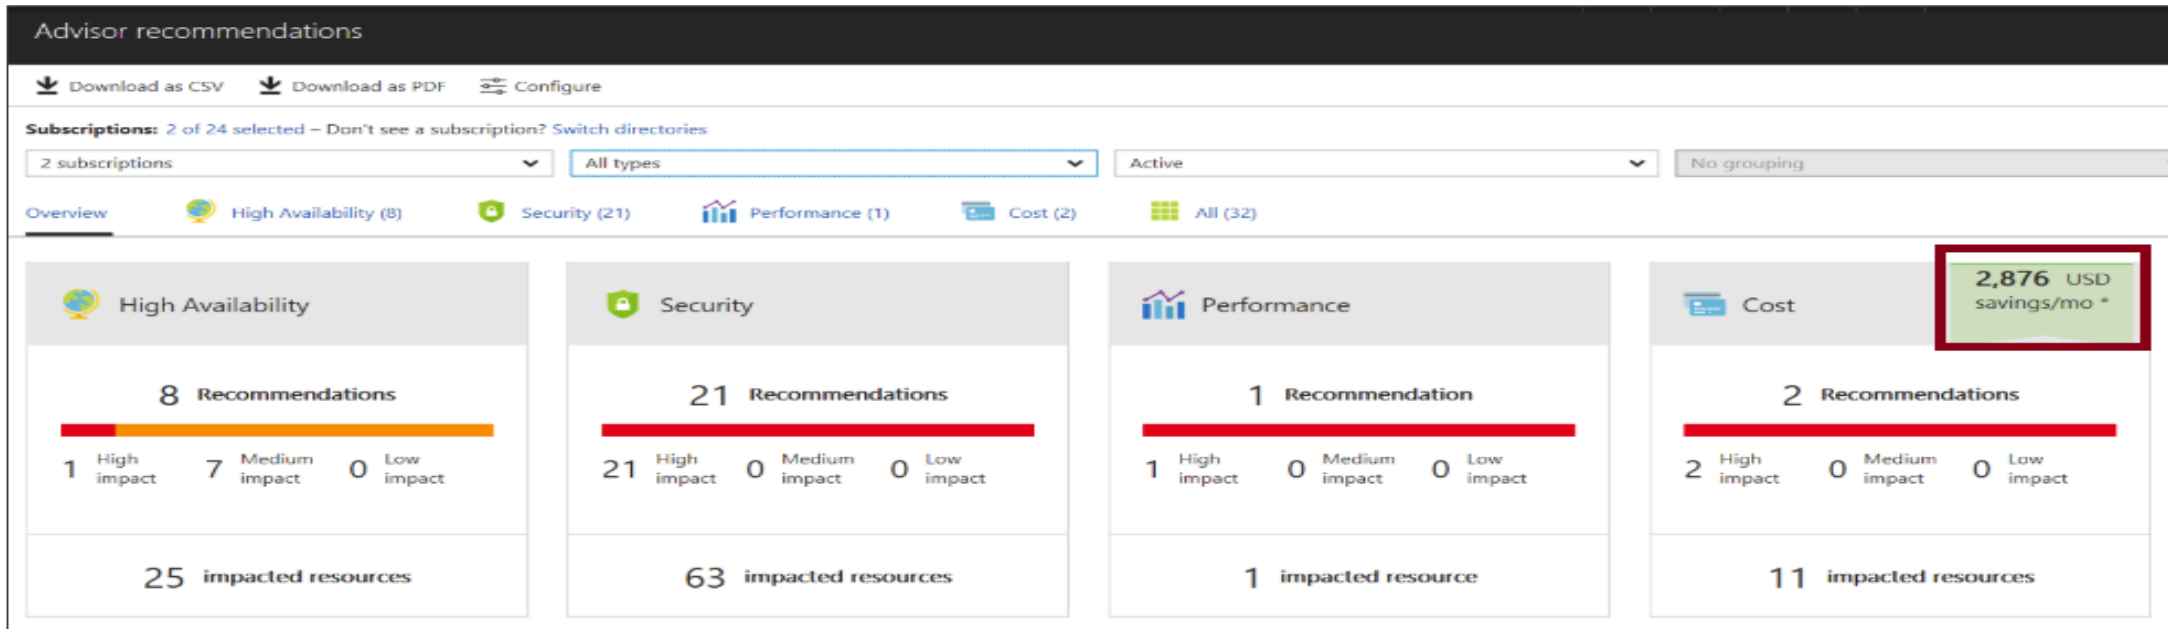 Advisor recommendations
Download as CSV Download as PDF Configure
Subscriptions: 2 of 24 selected – Don't see a subscription? Switch directories
2 subscriptions All types Active No grouping
Overview High Availability (8) Security (21) Performance (1) Cost (2) All (32)
High Availability
8 Recommendations
1 High impact 7 Medium impact 0 Low impact
25 impacted resources
Security
21 Recommendations
21 High impact 0 Medium impact 0 Low impact
63 impacted resources
Performance
1 Recommendation
1 High impact 0 Medium impact 0 Low impact
1 impacted resource
Cost
2,876 USD
savings/mo *
2 Recommendations
2 High impact 0 Medium impact 0 Low impact
11 impacted resources